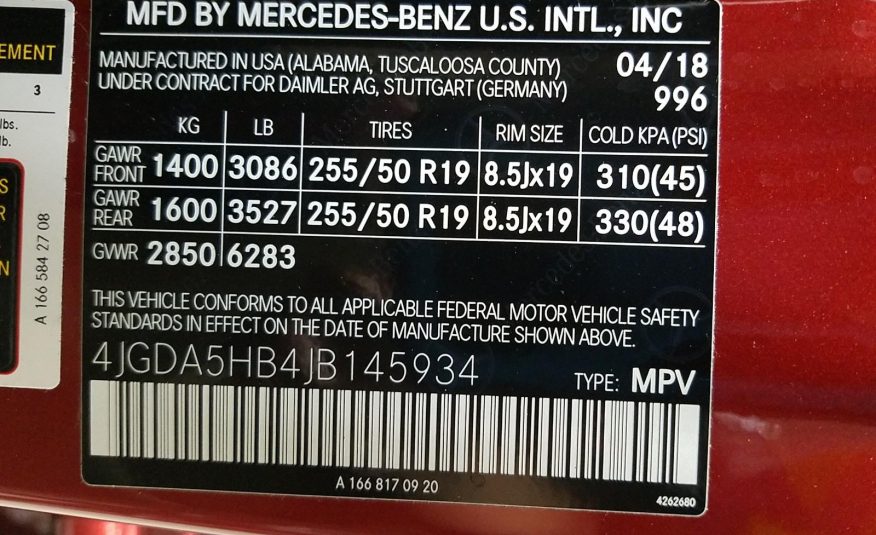 MFD BY MERCEDES-BENZ U.S. INTL., INC
MANUFACTURED IN USA (ALABAMA, TUSCALOOSA COUNTY) 04/18
UNDER CONTRACT FOR DAIMLER AG, STUTTGART (GERMANY) 996
KG LB TIRES RIM SIZE COLD KPA (PSI)
GAWR FRONT 1400 3086 255/50 R19 8.5Jx19 310(45)
GAWR REAR 1600 3527 255/50 R19 8.5Jx19 330(48)
GVWR 2850 6283
THIS VEHICLE CONFORMS TO ALL APPLICABLE FEDERAL MOTOR VEHICLE SAFETY
STANDARDS IN EFFECT ON THE DATE OF MANUFACTURE SHOWN ABOVE.
4JGDA5HB4JB145934 TYPE: MPV
A 166 817 09 20
4262680
EMENT
3
lbs.
lb.
S
R
N
A 166 584 27 08